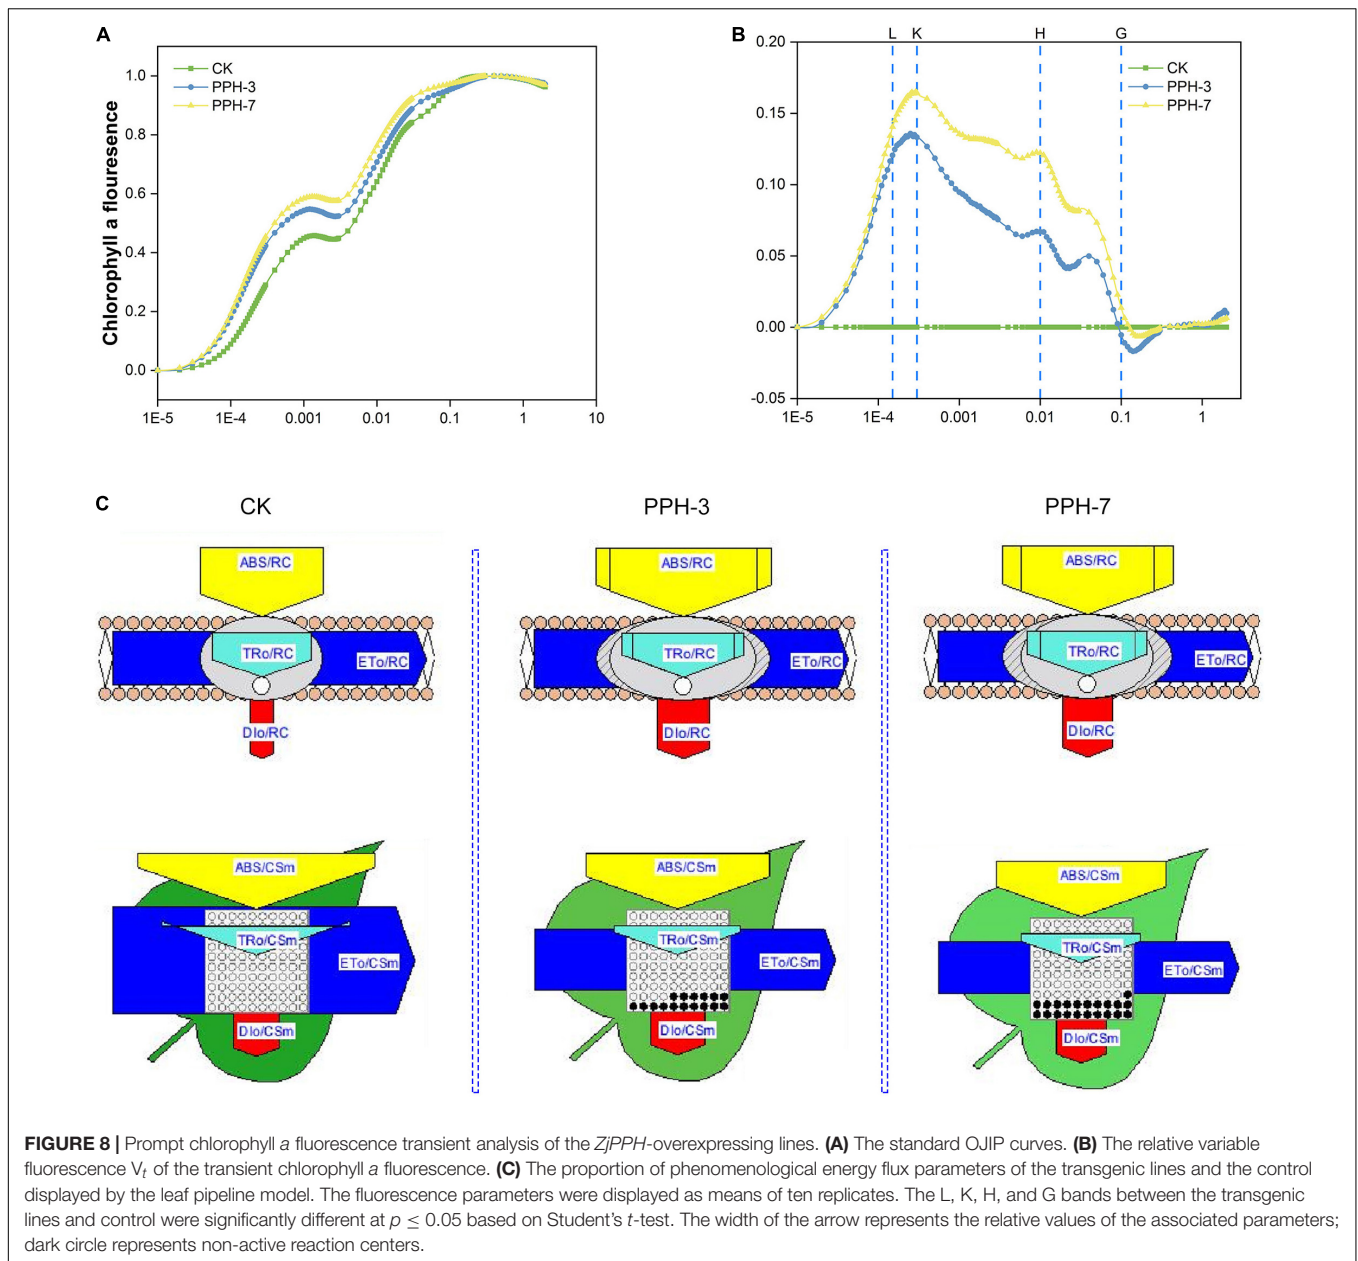 A
CK
PPH-3
PPH-7
Chlorophyll a flouresence
1.0
0.8
0.6
0.4
0.2
0.0
1E-5 1E-4 0.001 0.01 0.1 1 10
B
L K H G
CK
PPH-3
PPH-7
0.20
0.15
0.10
0.05
0.00
-0.05
1E-5 1E-4 0.001 0.01 0.1 1
C
CK PPH-3 PPH-7
ABS/RC ABS/RC ABS/RC
TRo/RC ETo/RC TRo/RC ETo/RC TRo/RC ETo/RC
DIo/RC DIo/RC DIo/RC
ABS/CSm ABS/CSm ABS/CSm
TRo/CSm ETo/CSm TRo/CSm ETo/CSm TRo/CSm ETo/CSm
DIo/CSm DIo/CSm DIo/CSm
FIGURE 8 | Prompt chlorophyll a fluorescence transient analysis of the ZjPPH-overexpressing lines. (A) The standard OJIP curves. (B) The relative variable
fluorescence Vt of the transient chlorophyll a fluorescence. (C) The proportion of phenomenological energy flux parameters of the transgenic lines and the control
displayed by the leaf pipeline model. The fluorescence parameters were displayed as means of ten replicates. The L, K, H, and G bands between the transgenic
lines and control were significantly different at p ≤ 0.05 based on Student's t-test. The width of the arrow represents the relative values of the associated parameters;
dark circle represents non-active reaction centers.